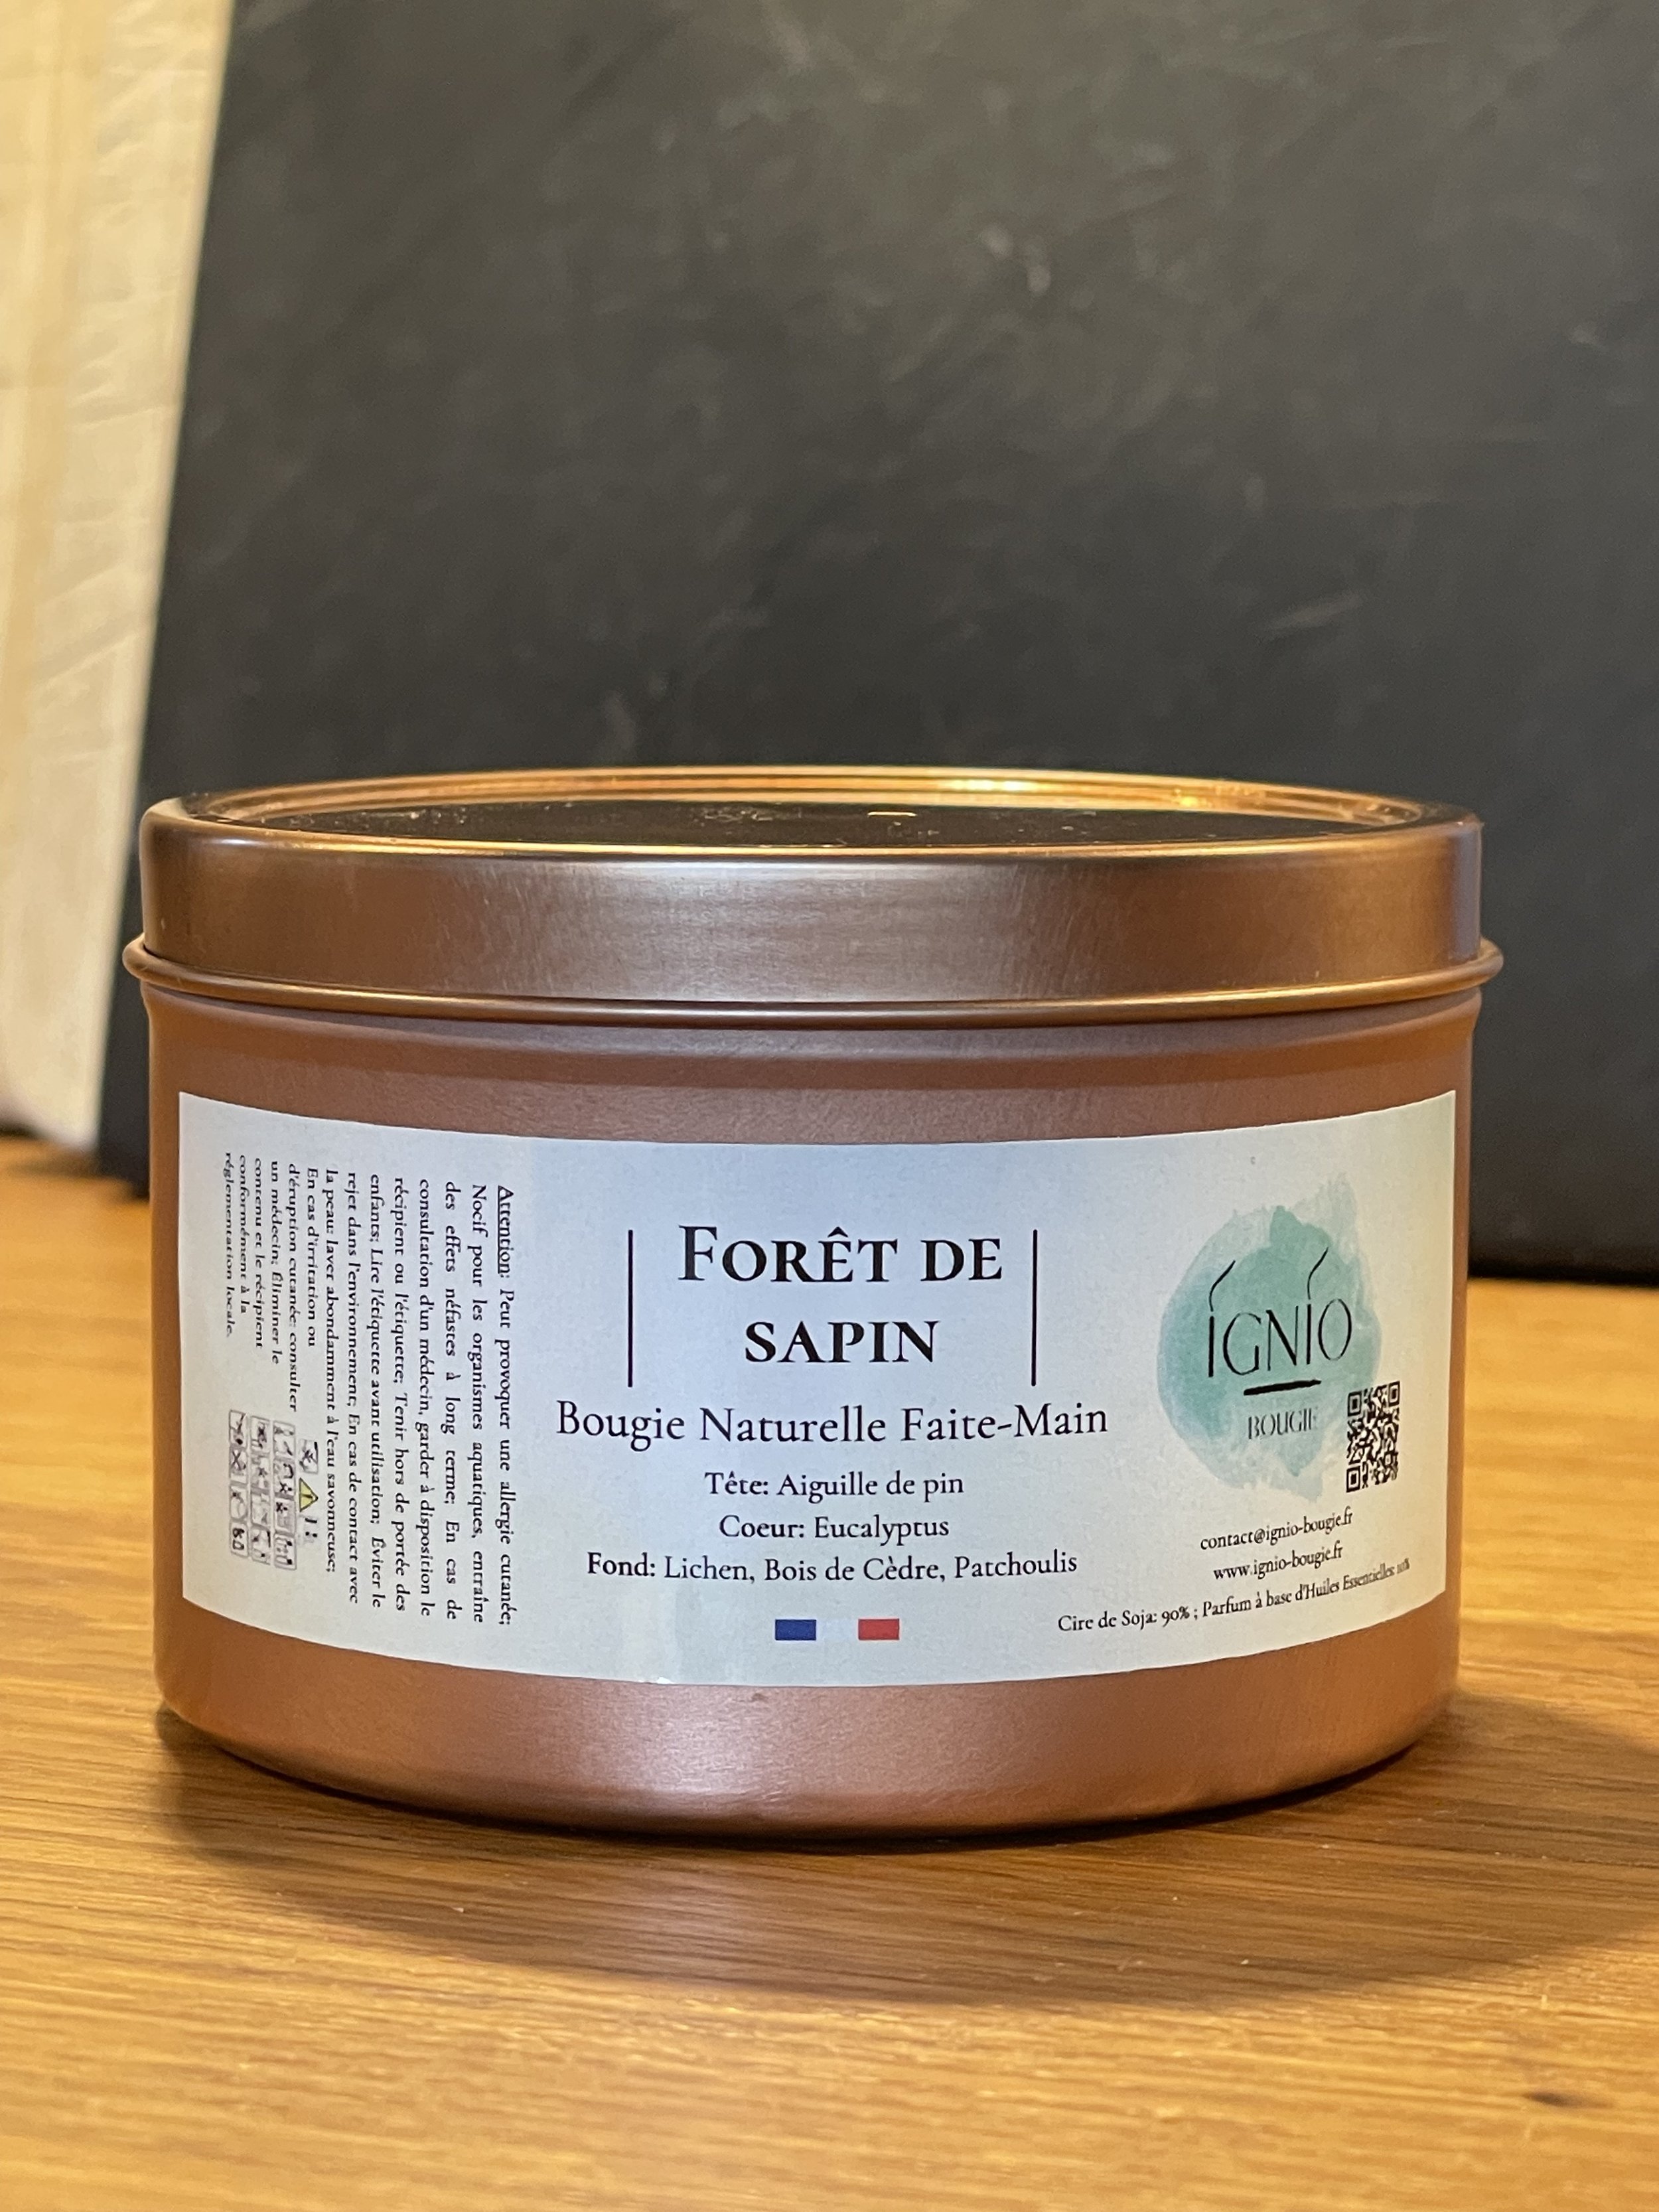 Attention: Peut provoquer une allergie cutanée;
Nocif pour les organismes aquatiques, entraîne
des effets néfastes à long terme; En cas de
consultation d'un médecin, garder à disposition le
récipient ou l'étiquette; Tenir hors de portée des
enfants; Lire l'étiquette avant utilisation; Éviter le
rejet dans l'environnement; En cas de contact avec
la peau: laver abondamment à l'eau savonneuse;
En cas d'irritation ou
d'éruption cutanée: consulter
un médecin; Éliminer le
contenu et le récipient
conformément à la
réglementation locale.
FORÊT DE
SAPIN
Bougie Naturelle Faite-Main
Tête: Aiguille de pin
Coeur: Eucalyptus
Fond: Lichen, Bois de Cèdre, Patchoulis
IGNIO
BOUGIE
contact@ignio-bougie.fr
www.ignio-bougie.fr
Cire de Soja: 90% ; Parfum à base d'Huiles Essentielles: 10%